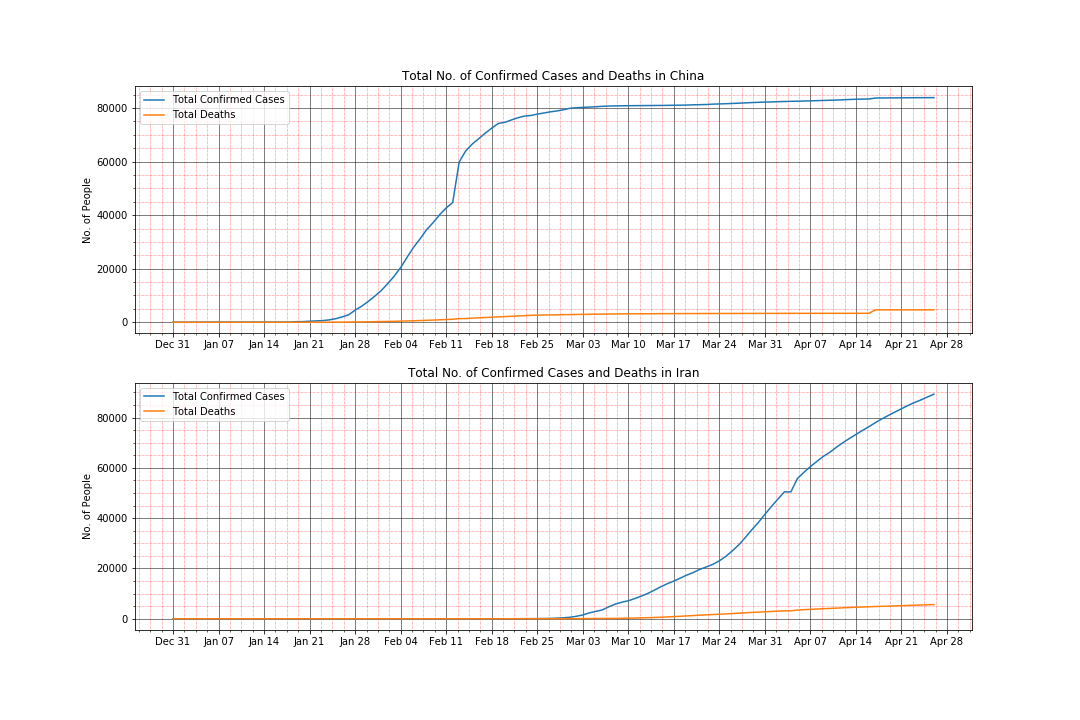 Total No. of Confirmed Cases and Deaths in China
Total Confirmed Cases
Total Deaths
No. of People
80000
60000
40000
20000
0
Dec 31 Jan 07 Jan 14 Jan 21 Jan 28 Feb 04 Feb 11 Feb 18 Feb 25 Mar 03 Mar 10 Mar 17 Mar 24 Mar 31 Apr 07 Apr 14 Apr 21 Apr 28
Total No. of Confirmed Cases and Deaths in Iran
Total Confirmed Cases
Total Deaths
No. of People
80000
60000
40000
20000
0
Dec 31 Jan 07 Jan 14 Jan 21 Jan 28 Feb 04 Feb 11 Feb 18 Feb 25 Mar 03 Mar 10 Mar 17 Mar 24 Mar 31 Apr 07 Apr 14 Apr 21 Apr 28